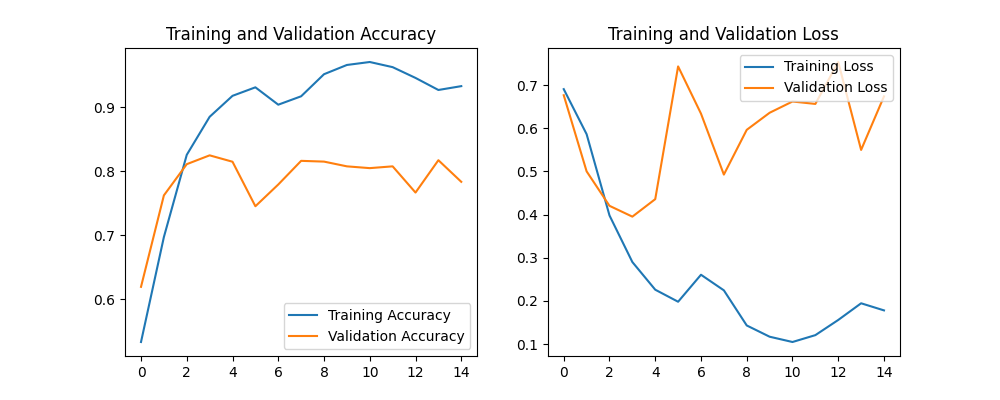 Training and Validation Accuracy
0.9
0.8
0.7
0.6
Training Accuracy
Validation Accuracy
0 2 4 6 8 10 12 14
Training and Validation Loss
0.7
0.6
0.5
0.4
0.3
0.2
0.1
Training Loss
Validation Loss
0 2 4 6 8 10 12 14